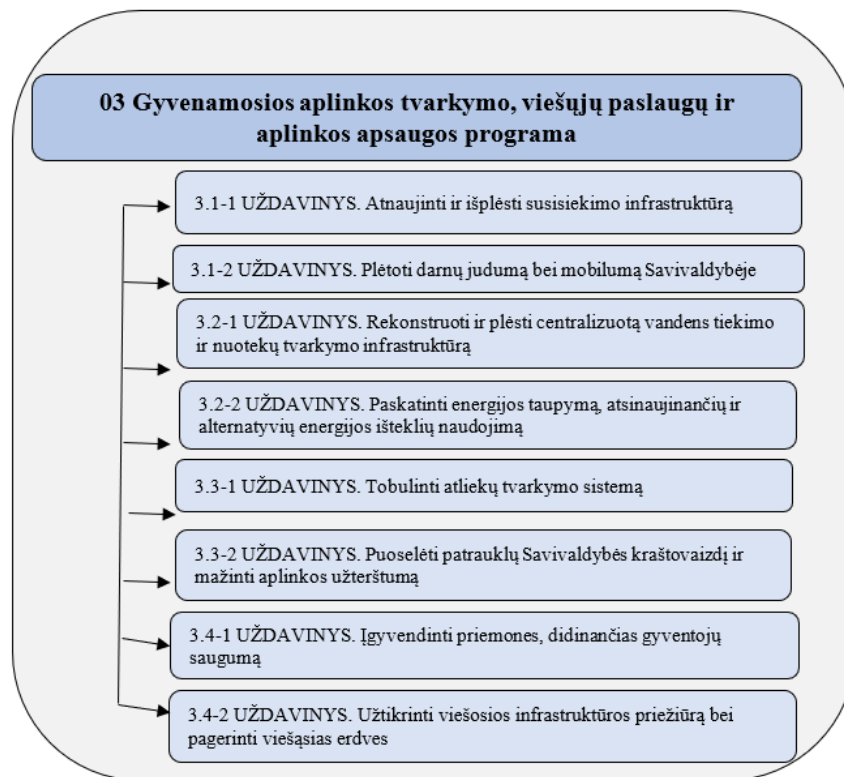 03 Gyvenamosios aplinkos tvarkymo, viešųjų paslaugų ir
aplinkos apsaugos programa
3.1-1 UŽDAVINYS. Atnaujinti ir išplėsti susisiekimo infrastruktūrą
3.1-2 UŽDAVINYS. Plėtoti darnų judumą bei mobilumą Savivaldybėje
3.2-1 UŽDAVINYS. Rekonstruoti ir plėsti centralizuotą vandens tiekimo
ir nuotekų tvarkymo infrastruktūrą
3.2-2 UŽDAVINYS. Paskatinti energijos taupymą, atsinaujinančių ir
alternatyvių energijos išteklių naudojimą
3.3-1 UŽDAVINYS. Tobulinti atliekų tvarkymo sistemą
3.3-2 UŽDAVINYS. Puoselėti patrauklų Savivaldybės kraštovaizdį ir
mažinti aplinkos užterštumą
3.4-1 UŽDAVINYS. Įgyvendinti priemones, didinančias gyventojų
saugumą
3.4-2 UŽDAVINYS. Užtikrinti viešosios infrastruktūros priežiūrą bei
pagerinti viešąsias erdves